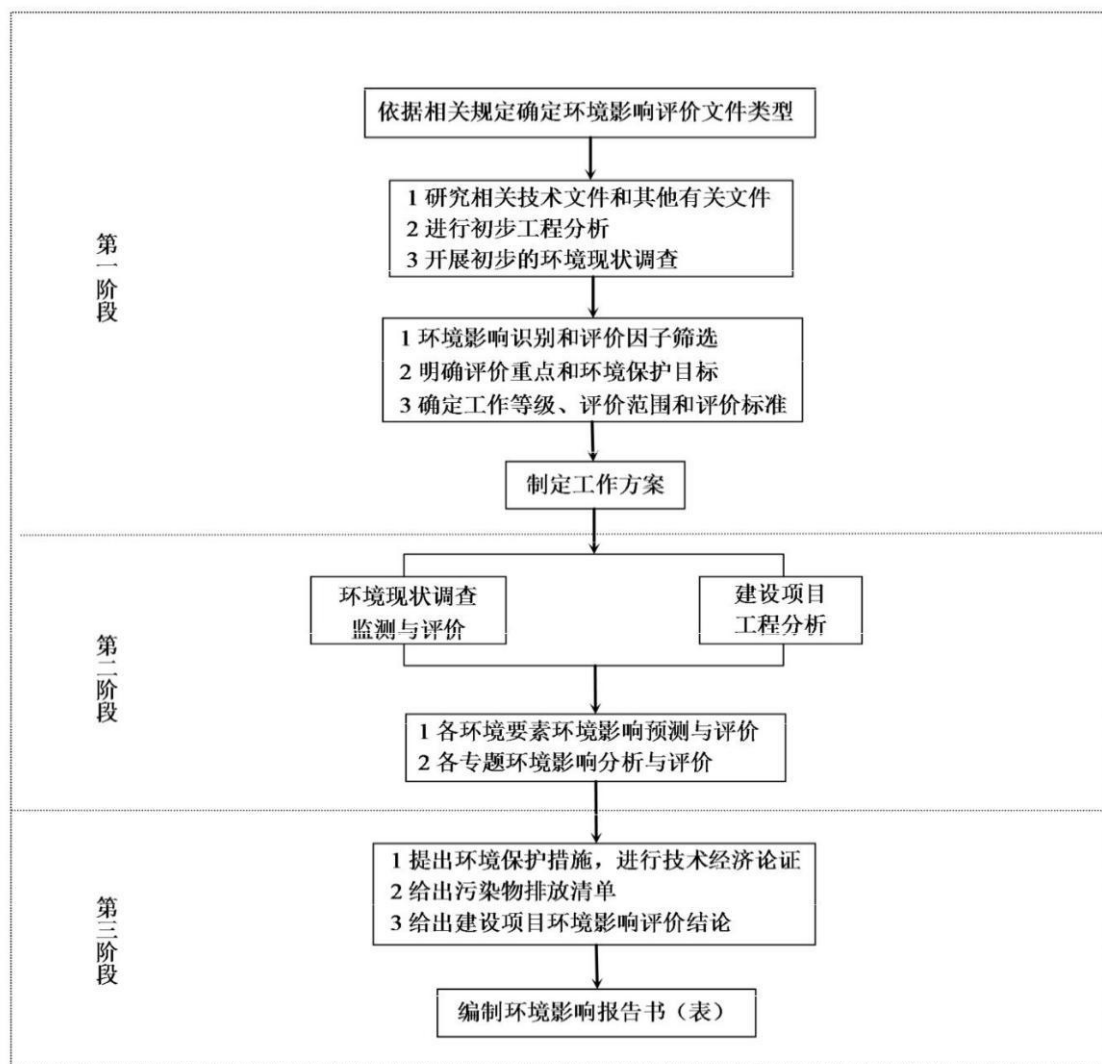 依据相关规定确定环境影响评价文件类型
1 研究相关技术文件和其他有关文件
2 进行初步工程分析
3 开展初步的环境现状调查
第一阶段
1 环境影响识别和评价因子筛选
2 明确评价重点和环境保护目标
3 确定工作等级、评价范围和评价标准
制定工作方案
环境现状调查
监测与评价
建设项目
工程分析
第二阶段
1 各环境要素环境影响预测与评价
2 各专题环境影响分析与评价
1 提出环境保护措施，进行技术经济论证
2 给出污染物排放清单
3 给出建设项目环境影响评价结论
第三阶段
编制环境影响报告书（表）